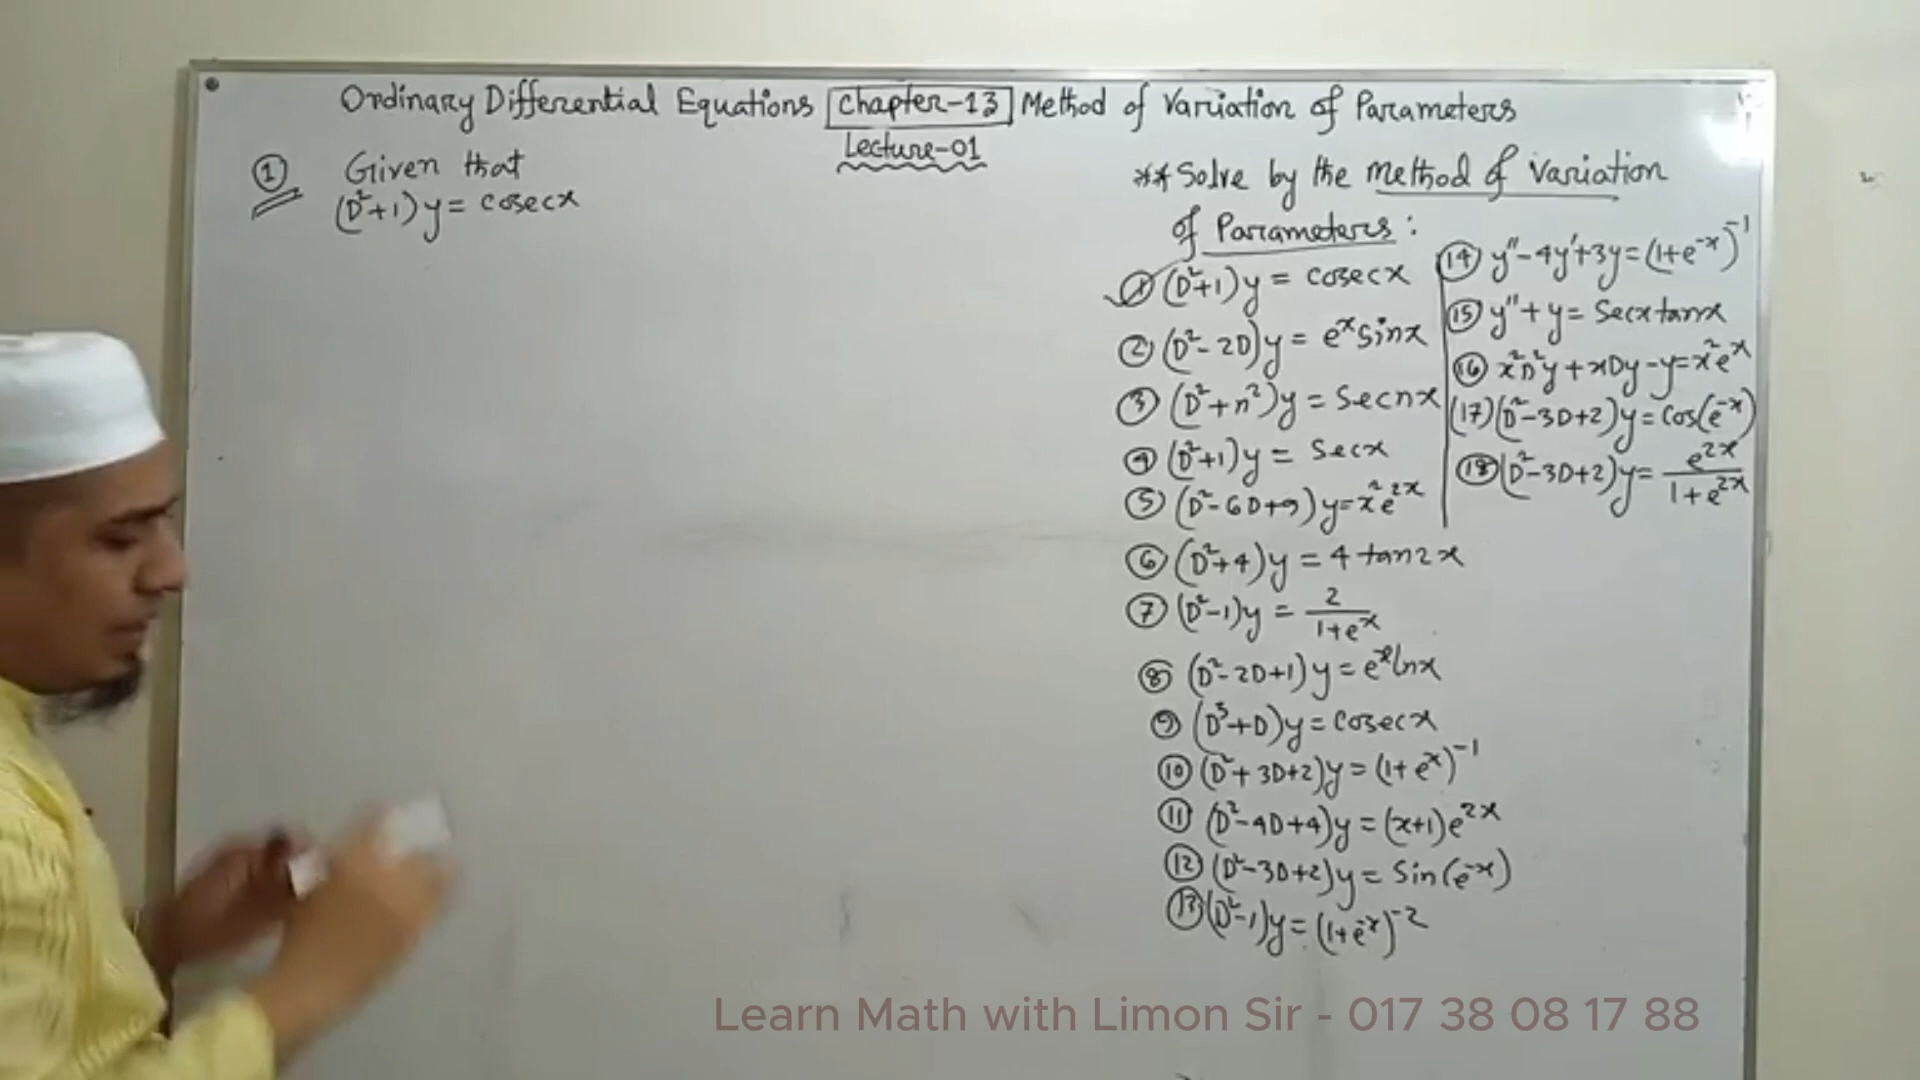 Ordinary Differential Equations Chapter-13 Method of Variation of Parameters
Lecture-01
① Given that
(D²+1)y = cosecx
** Solve by the Method of Variation
of Parameters :
① (D²+1)y = cosecx
② (D²-2D)y = eˣ sinx
③ (D²+n²)y = Secnx
④ (D²+1)y = Secx
⑤ (D²-6D+9)y = x²e²ˣ
⑥ (D²+4)y = 4 tan2x
⑦ (D²-1)y = 2/(1+eˣ)
⑧ (D²-2D+1)y = eˣlnx
⑨ (D³+D)y = cosecx
⑩ (D²+3D+2)y = (1+eˣ)⁻¹
⑪ (D²-4D+4)y = (x+1)e²ˣ
⑫ (D²-3D+2)y = Sin(e⁻ˣ)
⑬ (D²-1)y = (1+e⁻ˣ)⁻²
⑭ y''-4y'+3y = (1+e⁻ˣ)⁻¹
⑮ y''+y = Secxtanx
⑯ x²D²y+xDy-y = x²eˣ
(17) (D²-3D+2)y = Cos(e⁻ˣ)
⑱ (D²-3D+2)y = e²ˣ/(1+e²ˣ)
Learn Math with Limon Sir - 017 38 08 17 88